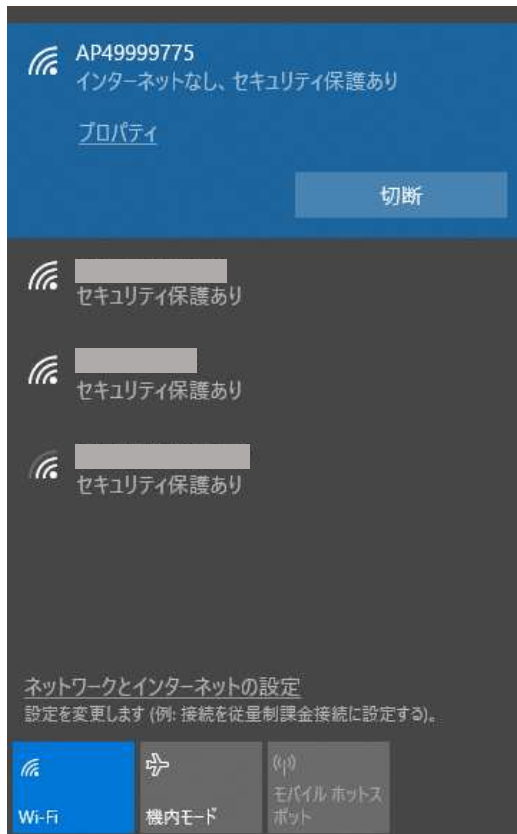 AP49999775
インターネットなし、セキュリティ保護あり
プロパティ
切断
セキュリティ保護あり
セキュリティ保護あり
セキュリティ保護あり
ネットワークとインターネットの設定
設定を変更します (例: 接続を従量制課金接続に設定する)。
Wi-Fi
機内モード
モバイル ホットス
ポット